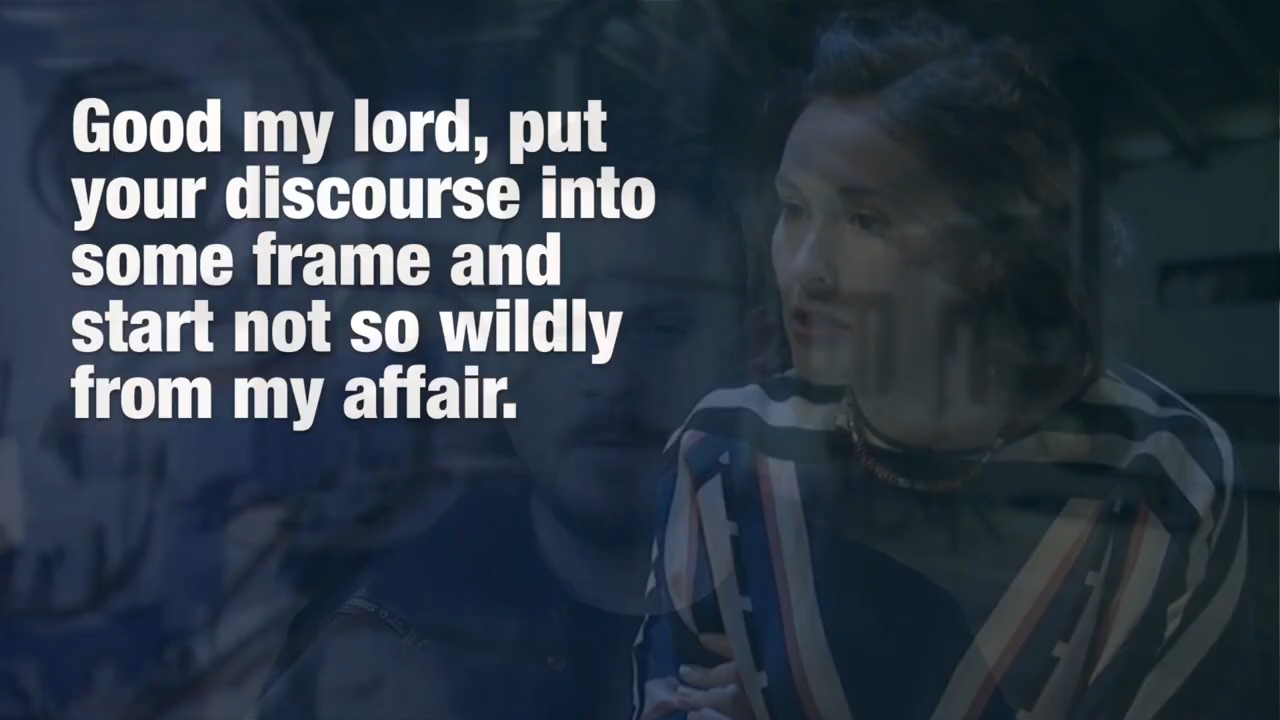 Good my lord, put
your discourse into
some frame and
start not so wildly
from my affair.